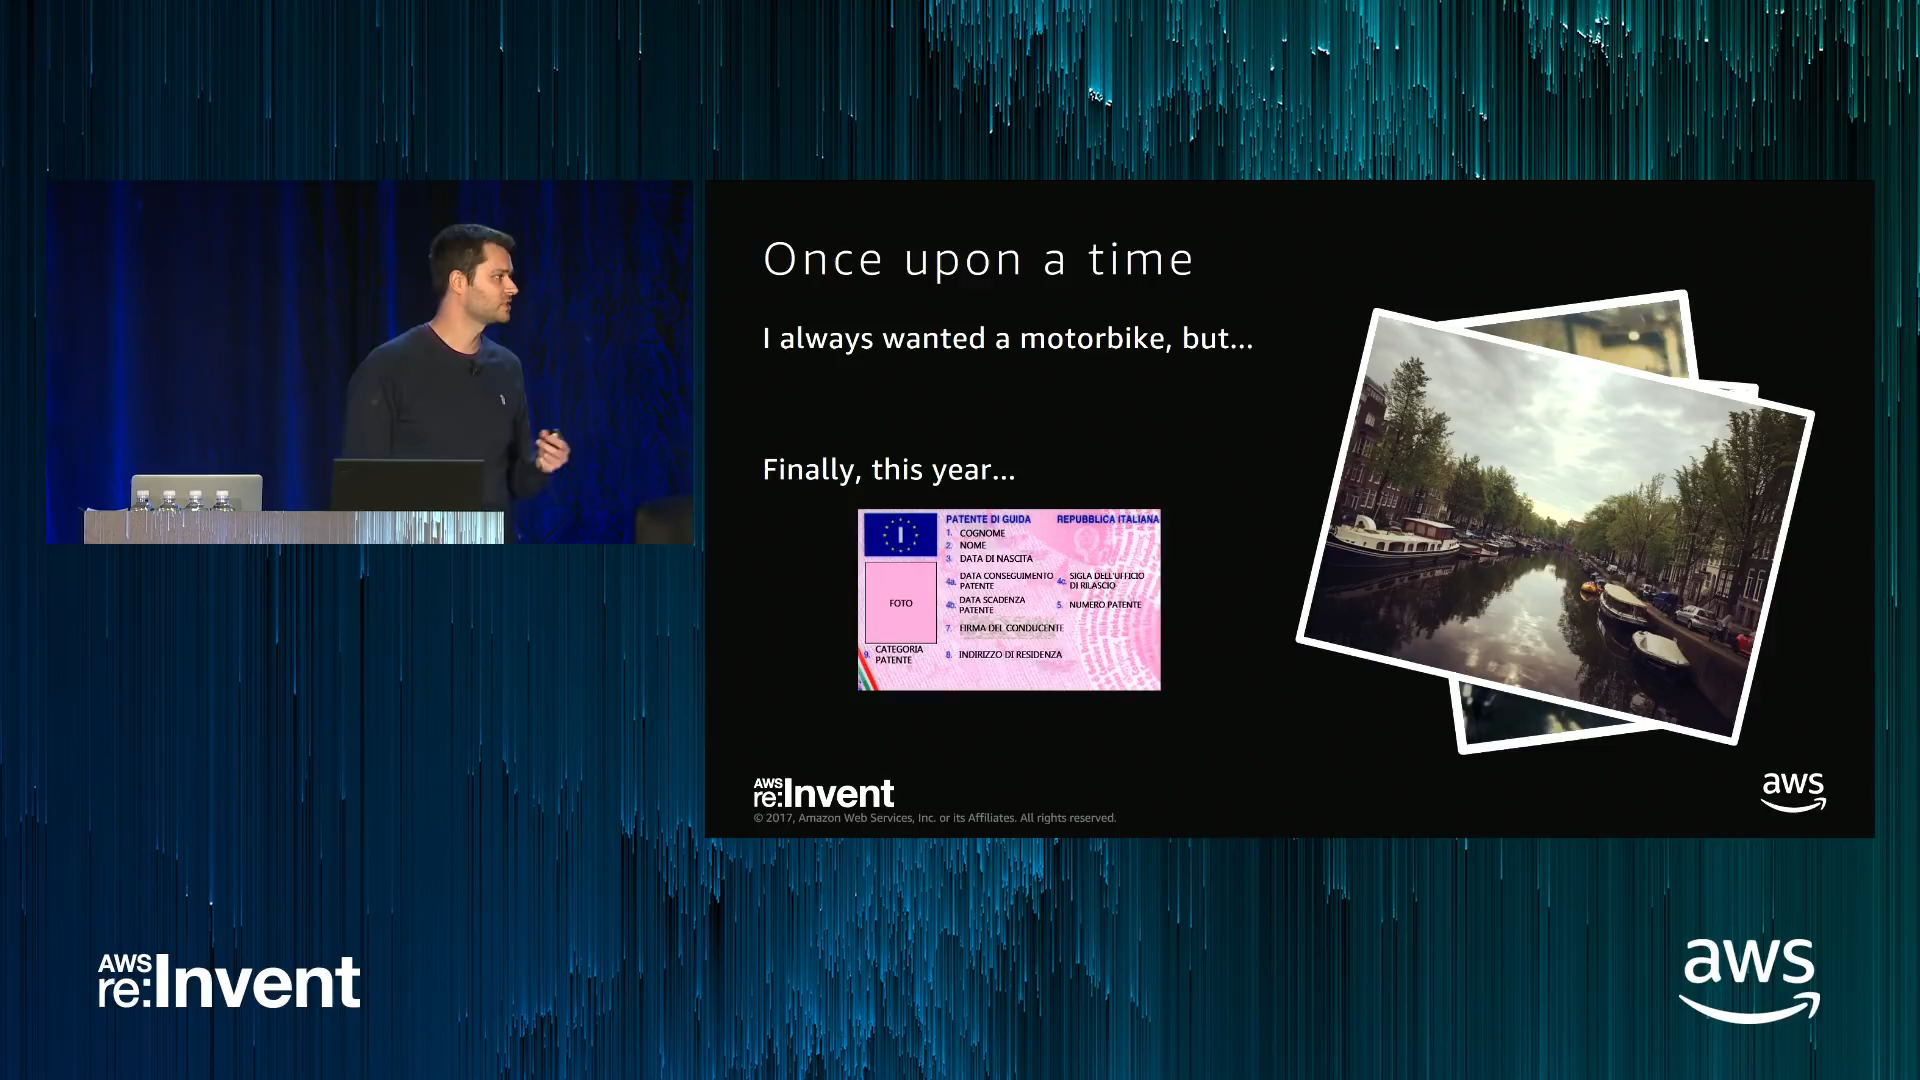 Once upon a time
I always wanted a motorbike, but...
Finally, this year...
I
PATENTE DI GUIDA REPUBBLICA ITALIANA
1. COGNOME
2. NOME
3. DATA DI NASCITA
4a. DATA CONSEGUIMENTO PATENTE
4c. SIGLA DELL'UFFICIO DI RILASCIO
4b. DATA SCADENZA PATENTE
5. NUMERO PATENTE
FOTO
7. FIRMA DEL CONDUCENTE
9. CATEGORIA PATENTE
8. INDIRIZZO DI RESIDENZA
AWS
re:Invent
© 2017, Amazon Web Services, Inc. or its Affiliates. All rights reserved.
aws
AWS
re:Invent
aws